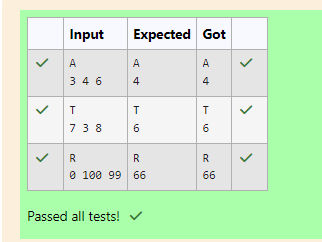 Input Expected Got
A A A
3 4 6 4 4
T T T
7 3 8 6 6
R R R
0 100 99 66 66
Passed all tests!